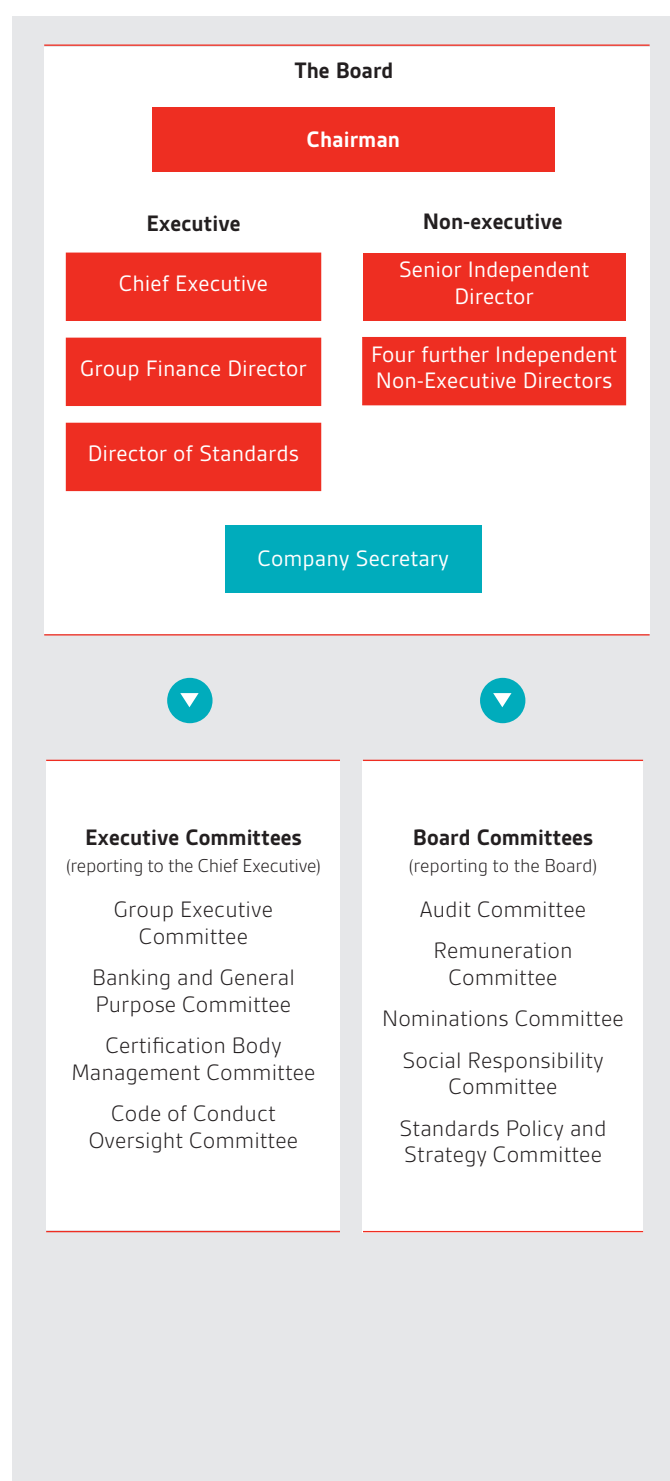 The Board
Chairman
Executive
Chief Executive
Group Finance Director
Director of Standards
Non-executive
Senior Independent
Director
Four further Independent
Non-Executive Directors
Company Secretary
Executive Committees
(reporting to the Chief Executive)
Group Executive
Committee
Banking and General
Purpose Committee
Certification Body
Management Committee
Code of Conduct
Oversight Committee
Board Committees
(reporting to the Board)
Audit Committee
Remuneration
Committee
Nominations Committee
Social Responsibility
Committee
Standards Policy and
Strategy Committee